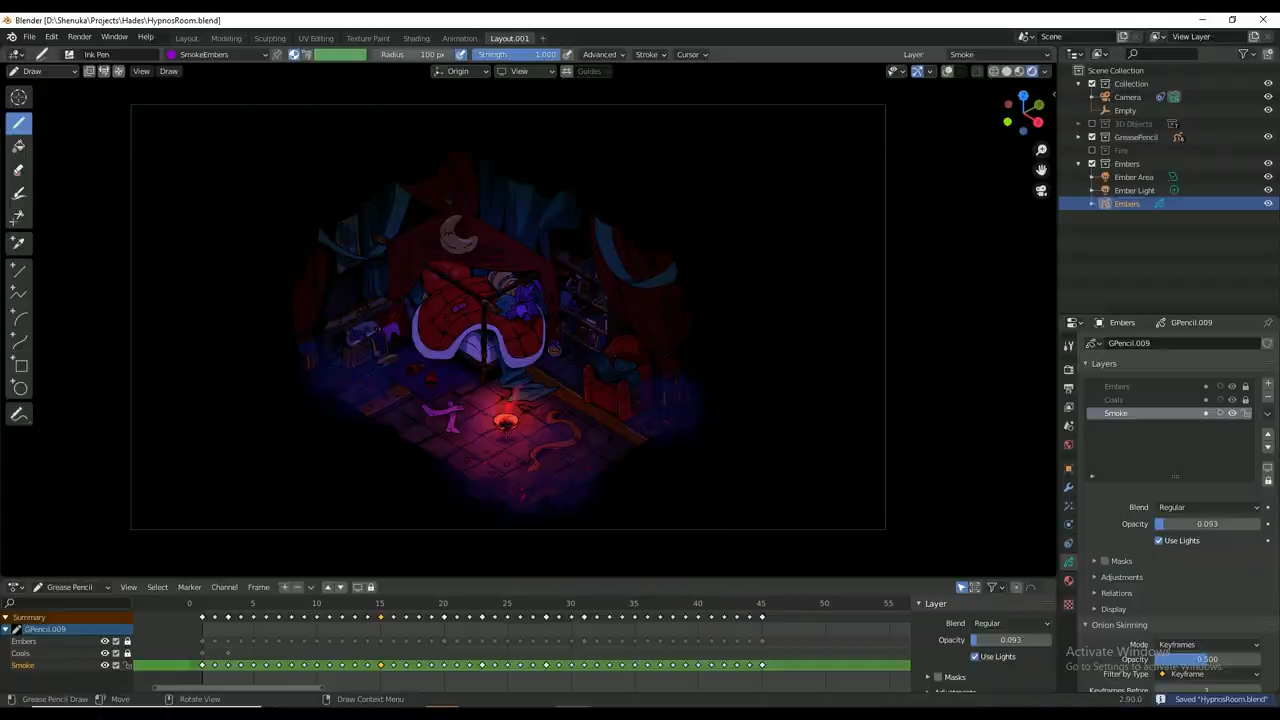 Blender [D:\Shenuka\Projects\Hades\HypnosRoom.blend]
File Edit Render Window Help Layout Modeling Sculpting UV Editing Texture Paint Shading Animation Layout.001 + Scene View Layer
Ink Pen SmokeEmbers Radius 100 px Strength 1.000 Advanced Stroke Cursor Layer: Smoke
Draw View Draw Origin View Guides
Scene Collection
Collection
Camera
Empty
3D Objects
GreasePencil
Fire
Embers
Ember Area
Ember Light
Embers
Embers GPencil.009
GPencil.009
Layers
Embers
Coals
Smoke
Blend Regular
Opacity 0.093
Use Lights
Masks
Adjustments
Relations
Display
Onion Skinning
Mode Keyframes
Opacity 0.500
Filter by Type Keyframe
Keyframes Before 1
Activate Windows
Go to Settings to activate Windows.
Grease Pencil View Select Marker Channel Frame
0 5 10 15 20 25 30 35 40 45 50 55
Summary
GPencil.009
Embers
Coals
Smoke
Layer
Blend Regular
Opacity 0.093
Use Lights
Masks
Grease Pencil Draw Move Rotate View Draw Context Menu 2.90.0 Saved "HypnosRoom.blend"